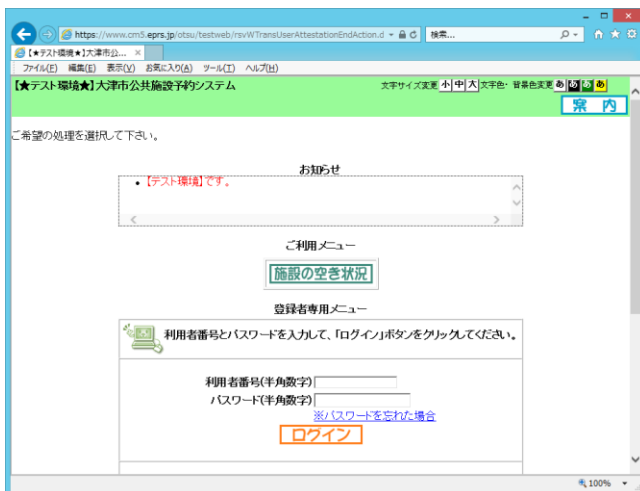 https://www.cm5.eprs.jp/otsu/testweb/rsvWTransUserAttestationEndAction.d
検索...
【★テスト環境★】大津市公...
ファイル(F) 編集(E) 表示(V) お気に入り(A) ツール(T) ヘルプ(H)
【★テスト環境★】大津市公共施設予約システム
文字サイズ変更 小 中 大 文字色・背景色変更 あ あ あ あ
案 内
ご希望の処理を選択して下さい。
お知らせ
• 【テスト環境】です。
ご利用メニュー
施設の空き状況
登録者専用メニュー
利用者番号とパスワードを入力して、「ログイン」ボタンをクリックしてください。
利用者番号(半角数字)
パスワード(半角数字)
※パスワードを忘れた場合
ログイン
100%